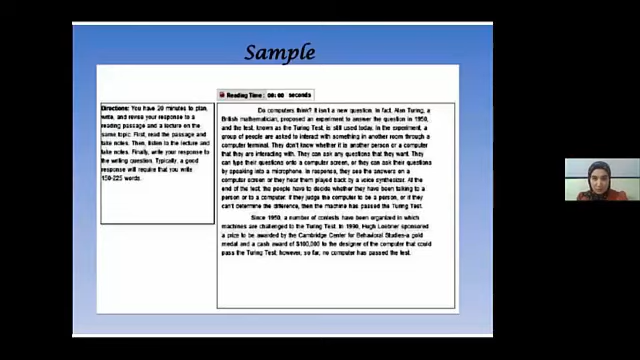 Sample
Reading Time : 00: 00 seconds
Directions: You have 20 minutes to plan,
write, and revise your response to a
reading passage and a lecture on the
same topic. First, read the passage and
take notes. Then, listen to the lecture and
take notes. Finally, write your response to
the writing question. Typically, a good
response will require that you write
150-225 words.
Do computers think? It isn't a new question. In fact, Alan Turing, a
British mathematician, proposed an experiment to answer the question in 1950,
and the test, known as the Turing Test, is still used today. In the experiment, a
group of people are asked to interact with something in another room through a
computer terminal. They don't know whether it is another person or a computer
that they are interacting with. They can ask any questions that they want. They
can type their questions onto a computer screen, or they can ask their questions
by speaking into a microphone. In response, they see the answers on a
computer screen or they hear them played back by a voice synthesizer. At the
end of the test, the people have to decide whether they have been talking to a
person or to a computer. If they judge the computer to be a person, or if they
can't determine the difference, then the machine has passed the Turing Test.
Since 1950, a number of contests have been organized in which
machines are challenged to the Turing Test. In 1990, Hugh Loebner sponsored
a prize to be awarded by the Cambridge Center for Behavioral Studies-a gold
medal and a cash award of $100,000 to the designer of the computer that could
pass the Turing Test; however, so far, no computer has passed the test.